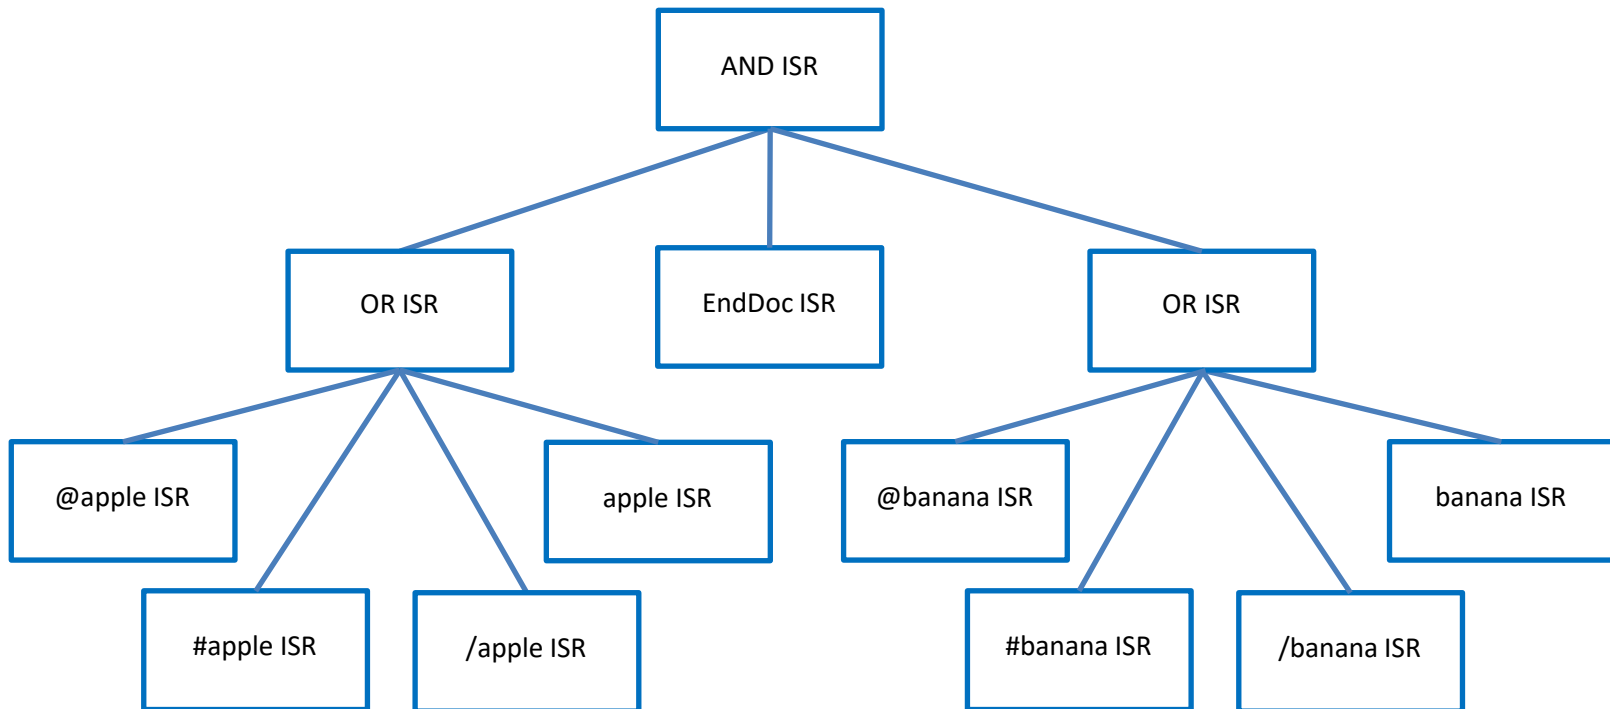 AND ISR
OR ISR
EndDoc ISR
OR ISR
@apple ISR
apple ISR
@banana ISR
banana ISR
#apple ISR
/apple ISR
#banana ISR
/banana ISR